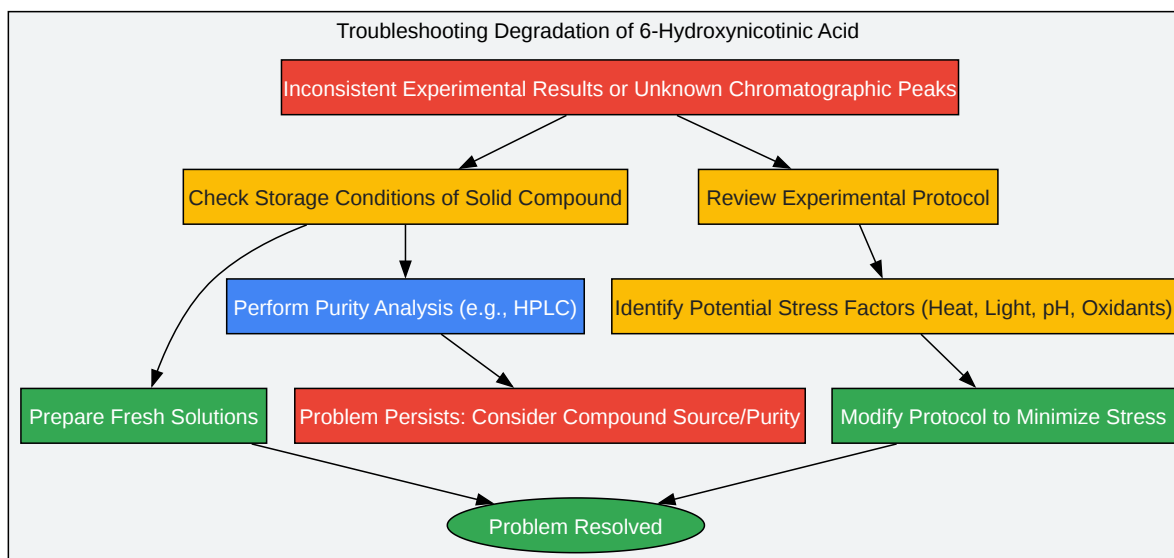 Troubleshooting Degradation of 6-Hydroxynicotinic Acid
Inconsistent Experimental Results or Unknown Chromatographic Peaks
Check Storage Conditions of Solid Compound
Review Experimental Protocol
Perform Purity Analysis (e.g., HPLC)
Identify Potential Stress Factors (Heat, Light, pH, Oxidants)
Prepare Fresh Solutions
Problem Persists: Consider Compound Source/Purity
Modify Protocol to Minimize Stress
Problem Resolved